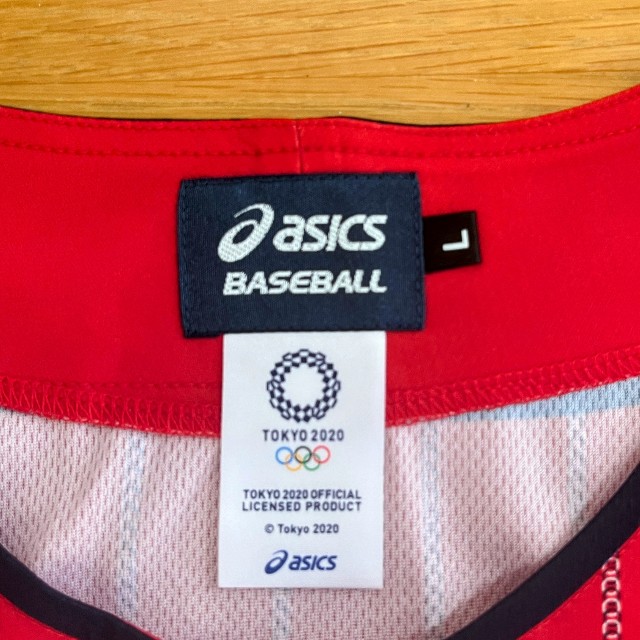 asics
BASEBALL
L
TOKYO 2020
TOKYO 2020 OFFICIAL
LICENSED PRODUCT
© Tokyo 2020
asics